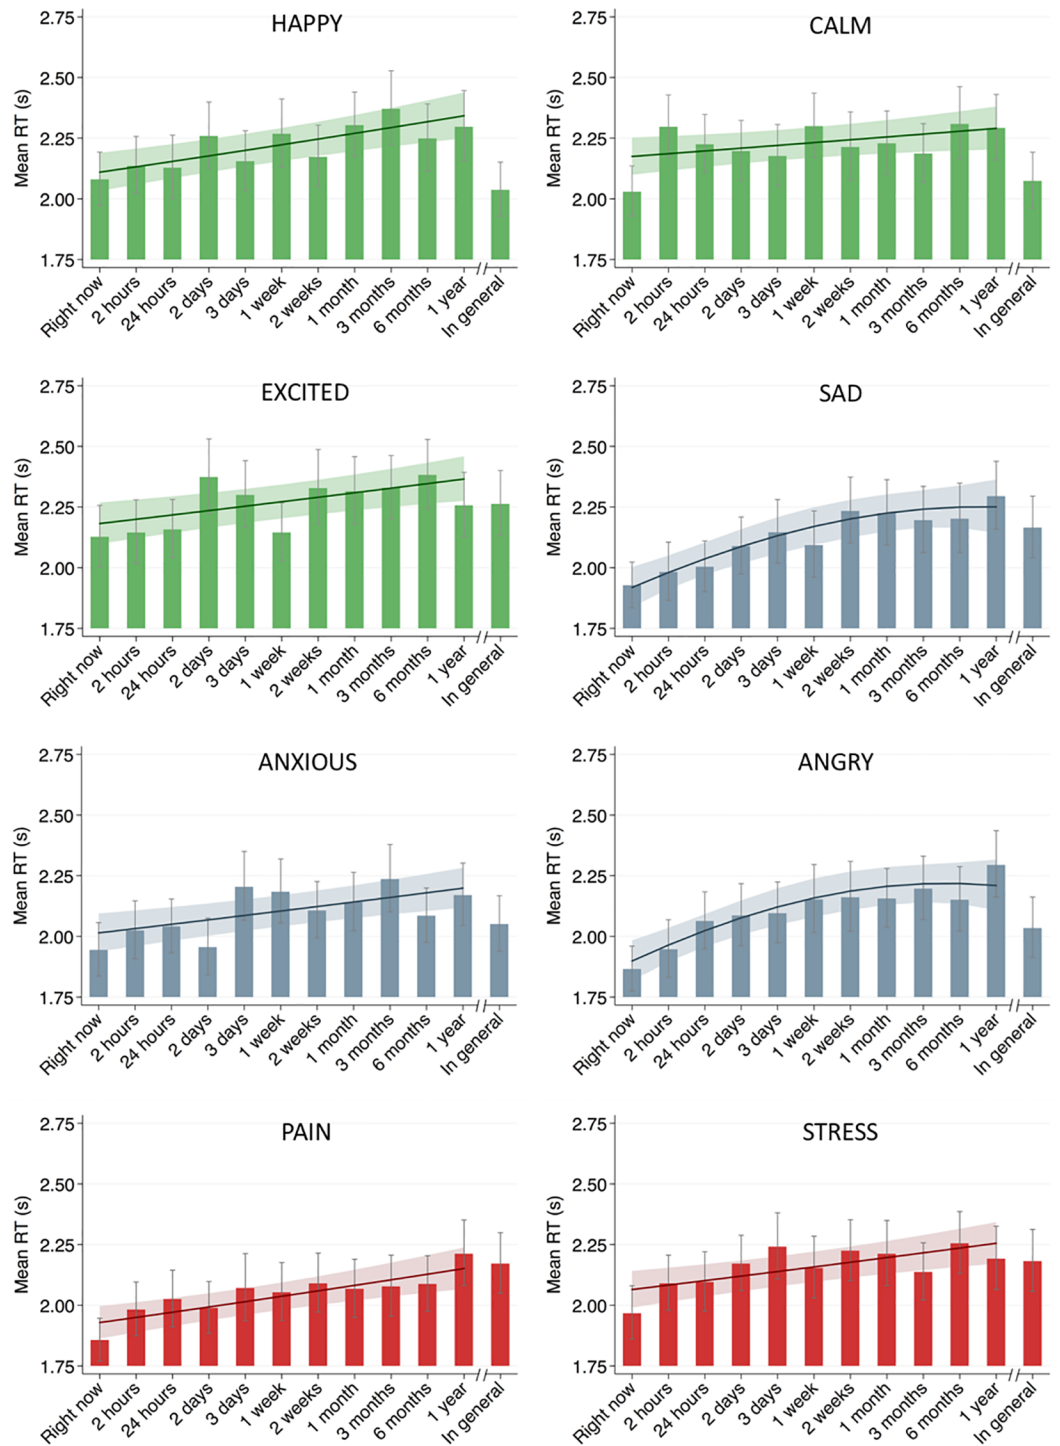 HAPPY
Mean RT (s)
2.75
2.50
2.25
2.00
1.75
Right now
2 hours
24 hours
2 days
3 days
1 week
2 weeks
1 month
3 months
6 months
1 year
In general
CALM
Mean RT (s)
2.75
2.50
2.25
2.00
1.75
Right now
2 hours
24 hours
2 days
3 days
1 week
2 weeks
1 month
3 months
6 months
1 year
In general
EXCITED
Mean RT (s)
2.75
2.50
2.25
2.00
1.75
Right now
2 hours
24 hours
2 days
3 days
1 week
2 weeks
1 month
3 months
6 months
1 year
In general
SAD
Mean RT (s)
2.75
2.50
2.25
2.00
1.75
Right now
2 hours
24 hours
2 days
3 days
1 week
2 weeks
1 month
3 months
6 months
1 year
In general
ANXIOUS
Mean RT (s)
2.75
2.50
2.25
2.00
1.75
Right now
2 hours
24 hours
2 days
3 days
1 week
2 weeks
1 month
3 months
6 months
1 year
In general
ANGRY
Mean RT (s)
2.75
2.50
2.25
2.00
1.75
Right now
2 hours
24 hours
2 days
3 days
1 week
2 weeks
1 month
3 months
6 months
1 year
In general
PAIN
Mean RT (s)
2.75
2.50
2.25
2.00
1.75
Right now
2 hours
24 hours
2 days
3 days
1 week
2 weeks
1 month
3 months
6 months
1 year
In general
STRESS
Mean RT (s)
2.75
2.50
2.25
2.00
1.75
Right now
2 hours
24 hours
2 days
3 days
1 week
2 weeks
1 month
3 months
6 months
1 year
In general